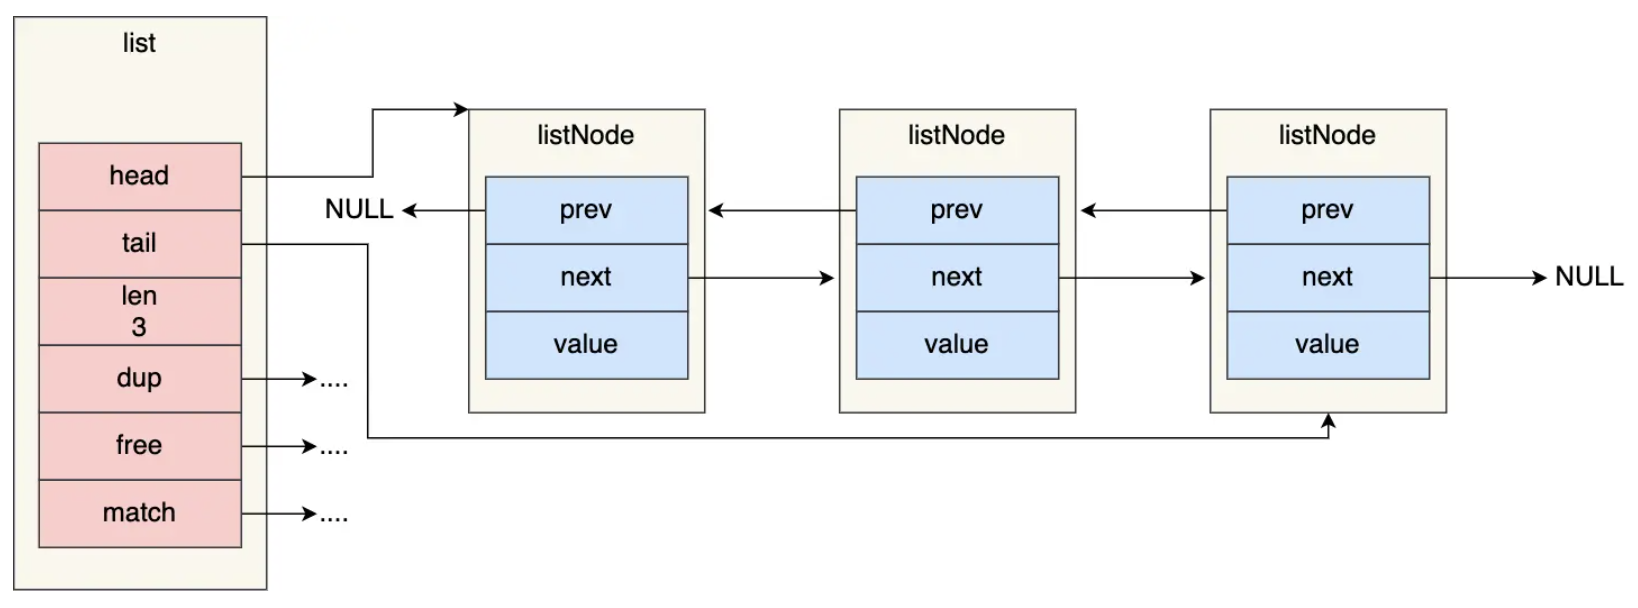 list
head
tail
len
3
dup
....
free
....
match
....
NULL
listNode
prev
next
value
listNode
prev
next
value
listNode
prev
next
value
NULL